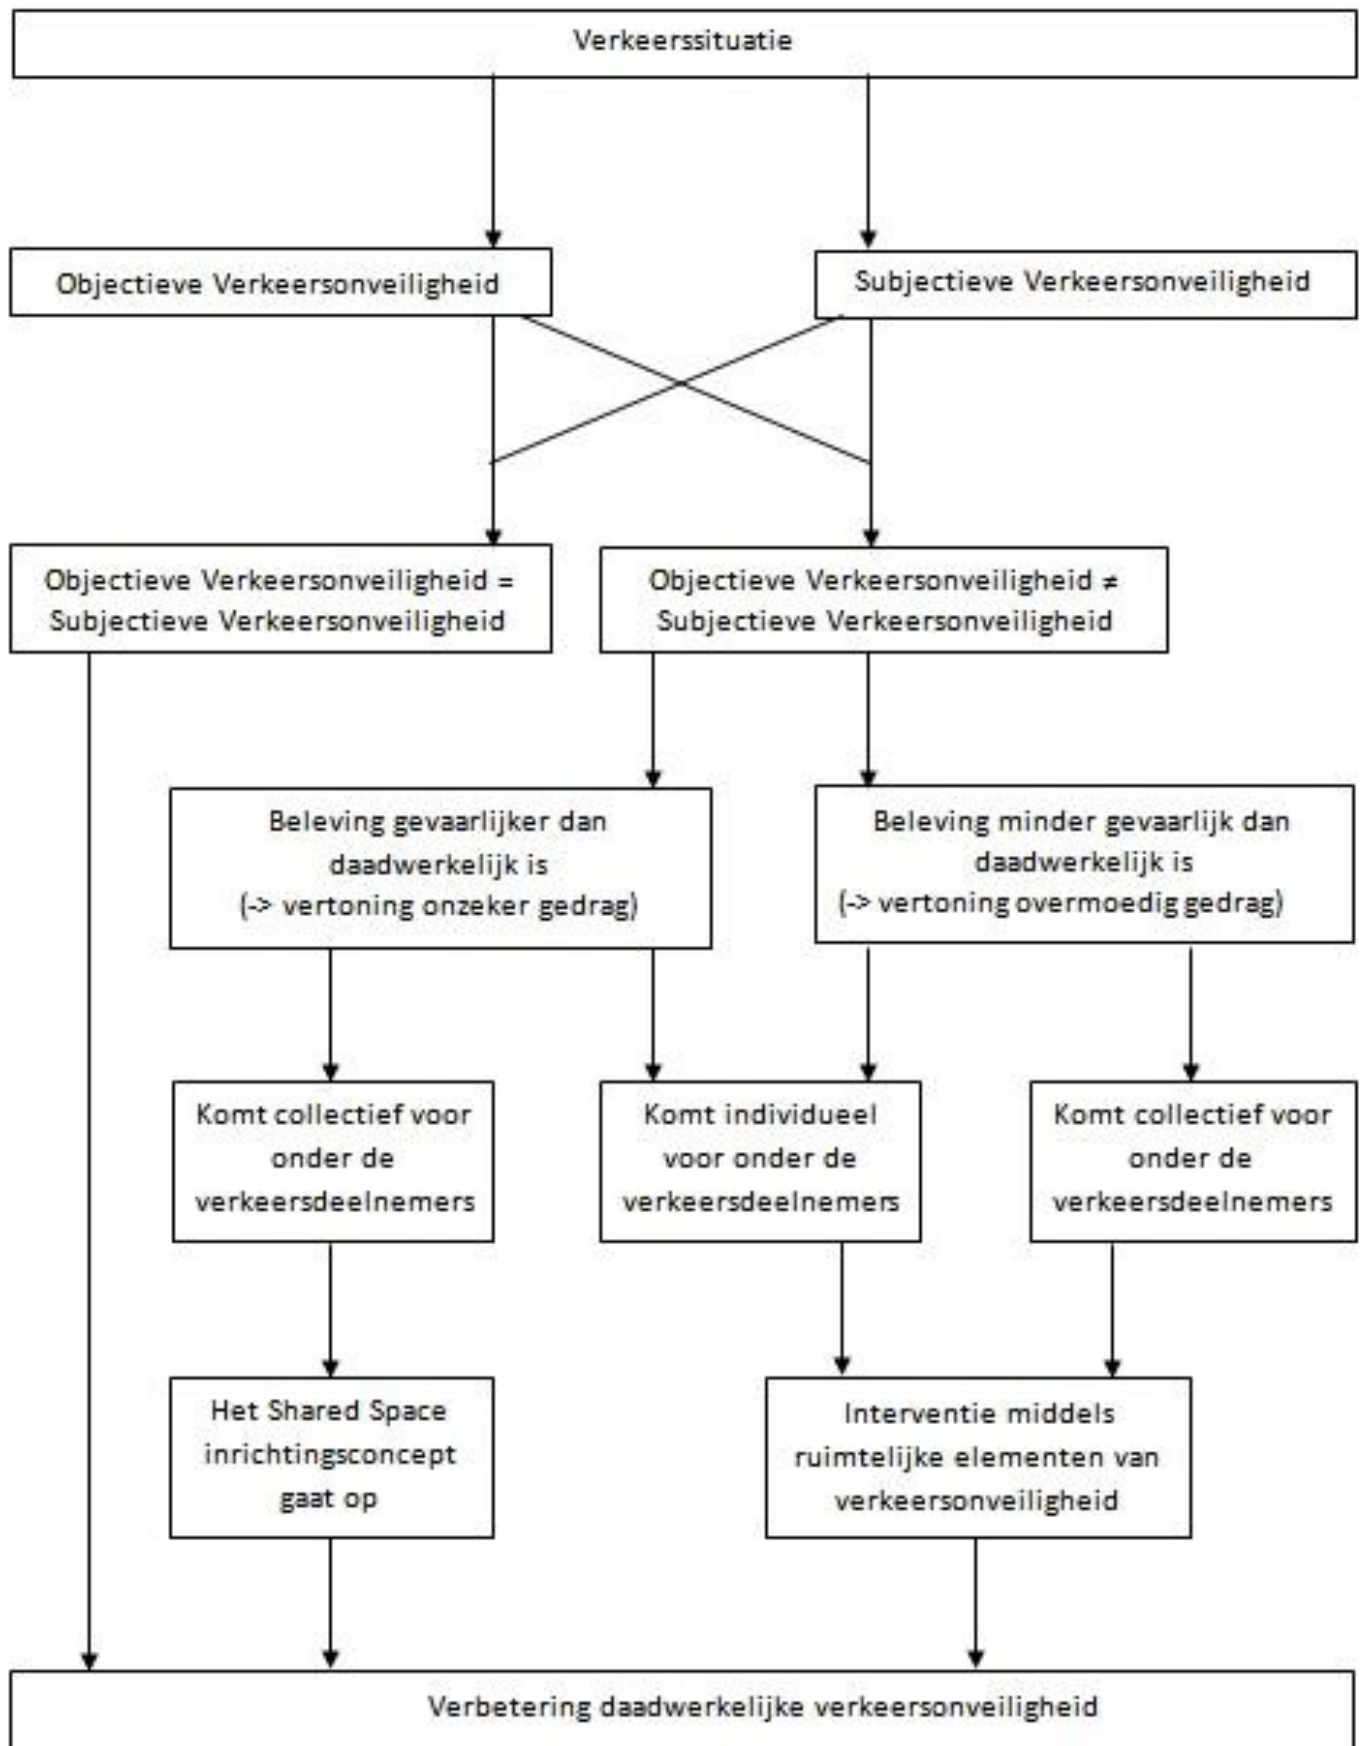 Verkeerssituatie
Objectieve Verkeersonveiligheid
Subjectieve Verkeersonveiligheid
Objectieve Verkeersonveiligheid =
Subjectieve Verkeersonveiligheid
Objectieve Verkeersonveiligheid ≠
Subjectieve Verkeersonveiligheid
Beleving gevaarlijker dan
daadwerkelijk is
(-> vertoning onzeker gedrag)
Beleving minder gevaarlijk dan
daadwerkelijk is
(-> vertoning overmoedig gedrag)
Komt collectief voor
onder de
verkeersdeelnemers
Komt individueel
voor onder de
verkeersdeelnemers
Komt collectief voor
onder de
verkeersdeelnemers
Het Shared Space
inrichtingsconcept
gaat op
Interventie middels
ruimtelijke elementen van
verkeersonveiligheid
Verbetering daadwerkelijke verkeersonveiligheid